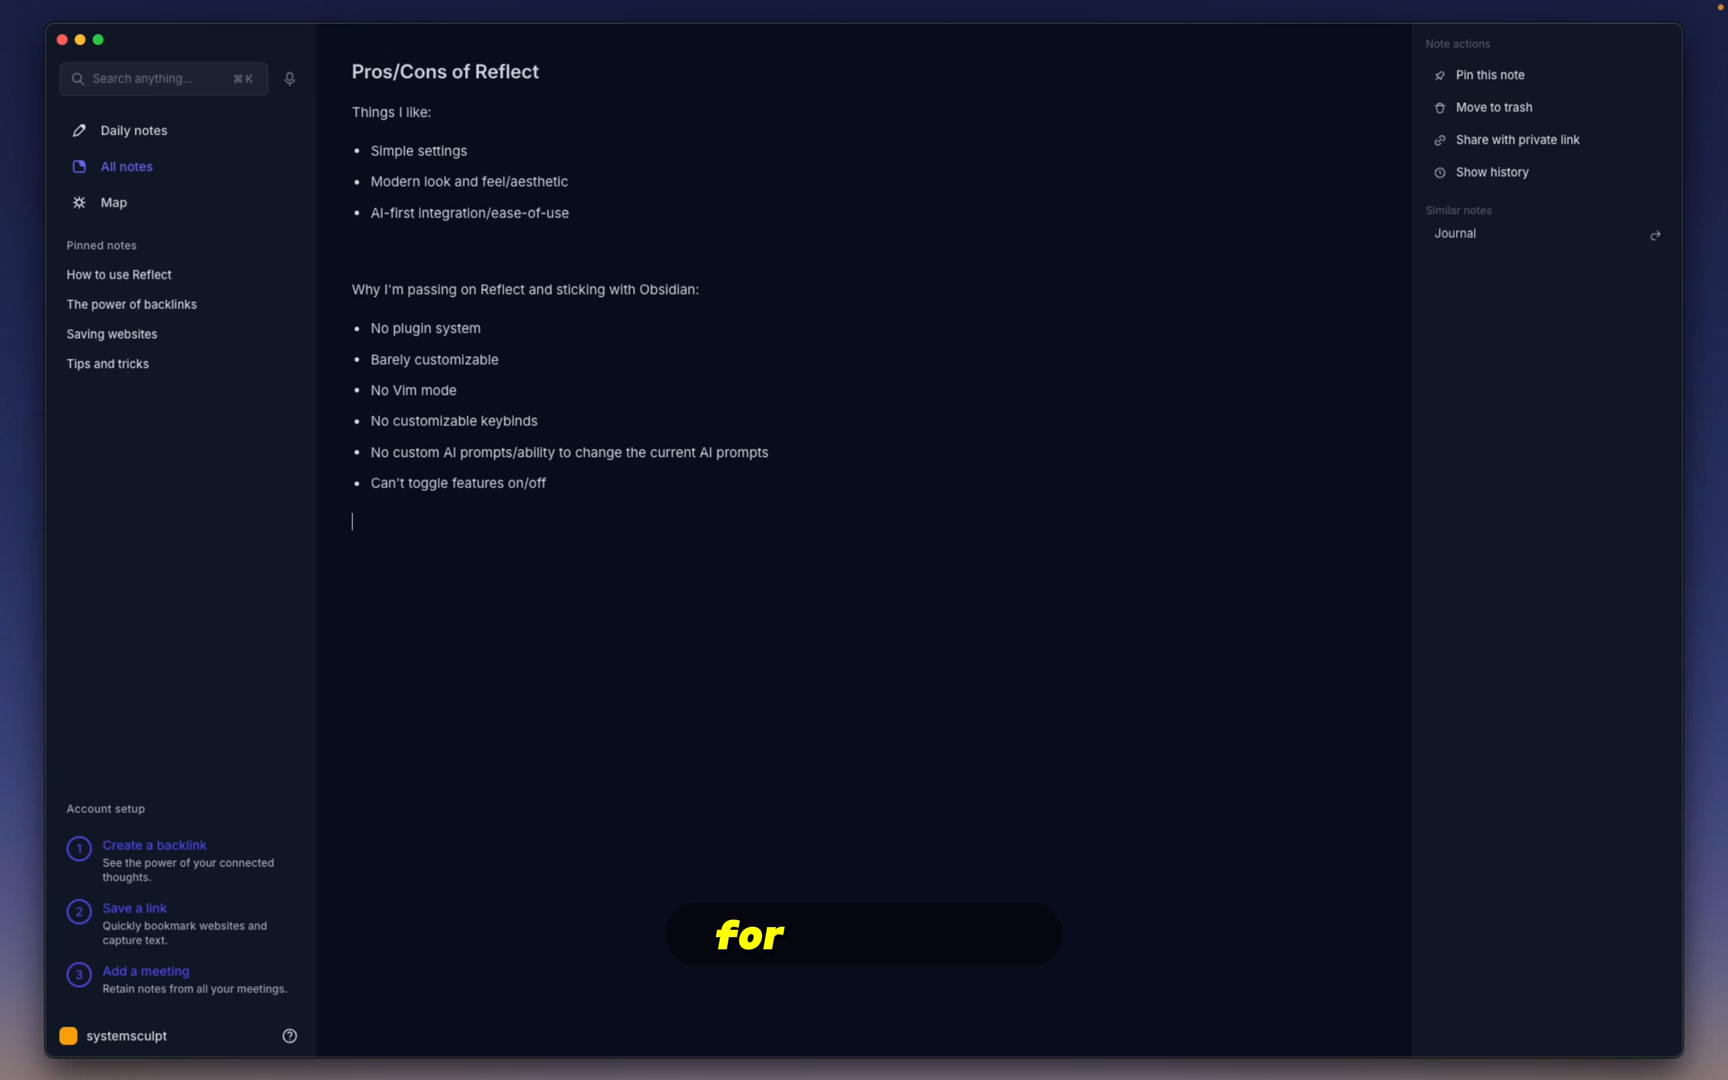 Search anything...
⌘ K
Daily notes
All notes
Map
Pinned notes
How to use Reflect
The power of backlinks
Saving websites
Tips and tricks
Account setup
1
Create a backlink
See the power of your connected
thoughts.
2
Save a link
Quickly bookmark websites and
capture text.
3
Add a meeting
Retain notes from all your meetings.
systemsculpt
Pros/Cons of Reflect
Things I like:
• Simple settings
• Modern look and feel/aesthetic
• AI-first integration/ease-of-use
Why I'm passing on Reflect and sticking with Obsidian:
• No plugin system
• Barely customizable
• No Vim mode
• No customizable keybinds
• No custom AI prompts/ability to change the current AI prompts
• Can't toggle features on/off
for
Note actions
Pin this note
Move to trash
Share with private link
Show history
Similar notes
Journal